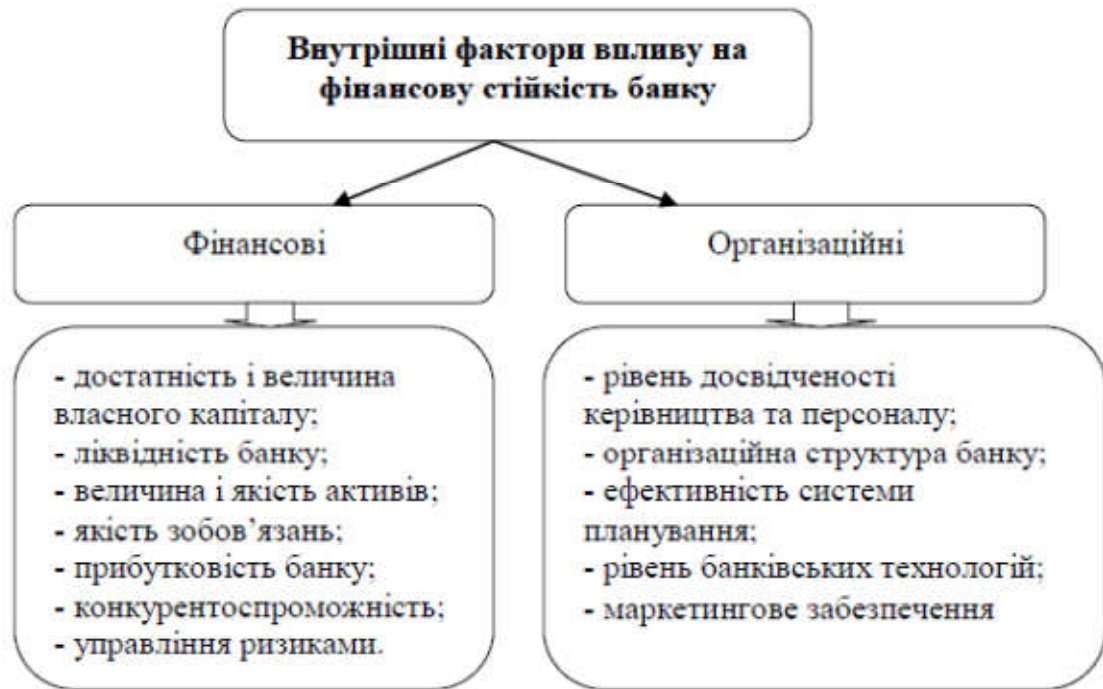 Внутрішні фактори впливу на
фінансову стійкість банку
Фінансові
Організаційні
- достатність і величина
власного капіталу;
- ліквідність банку;
- величина і якість активів;
- якість зобов’язань;
- прибутковість банку;
- конкурентоспроможність;
- управління ризиками.
- рівень досвідченості
керівництва та персоналу;
- організаційна структура банку;
- ефективність системи
планування;
- рівень банківських технологій;
- маркетингове забезпечення